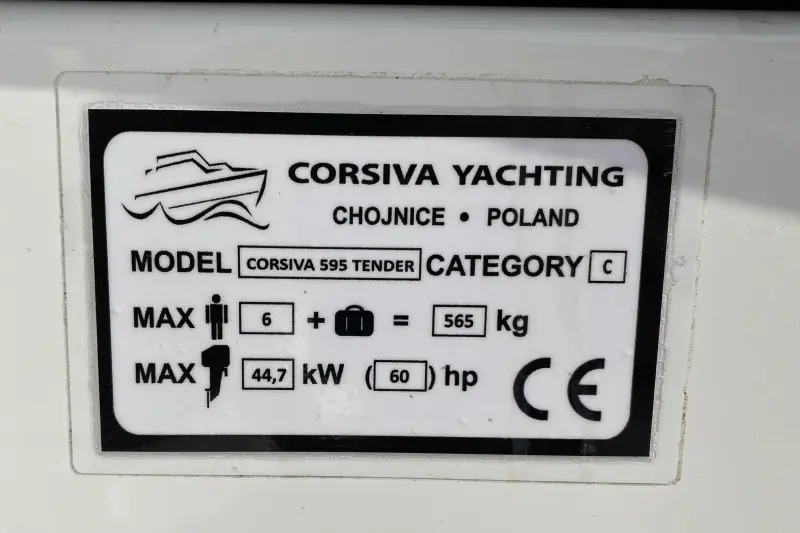 CORSIVA YACHTING
CHOJNICE • POLAND
MODEL CORSIVA 595 TENDER CATEGORY C
MAX 6 + = 565 kg
MAX 44,7 kW (60) hp
CE